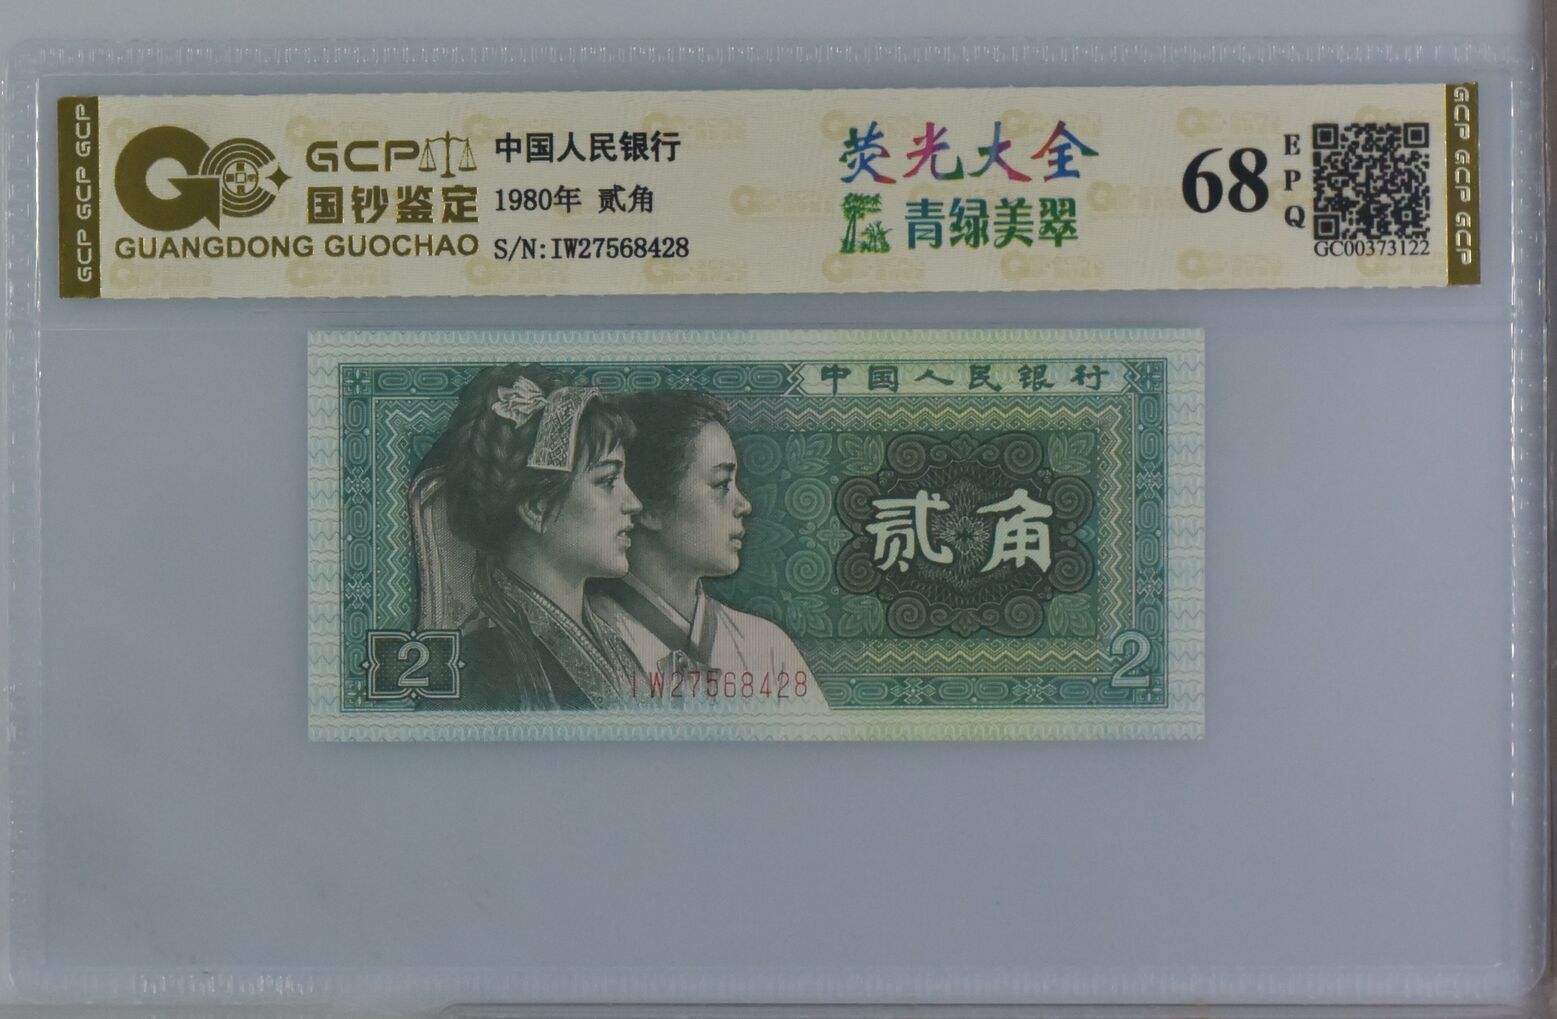 GCP GCP GCP
GCP
国钞鉴定
GUANGDONG GUOCHAO
中国人民银行
1980年 贰角
S/N:IW27568428
荧光大全
青绿美翠
68
EPQ
GC00373122
GCP GCP GCP
中国人民银行
贰角
2
2
IW27568428